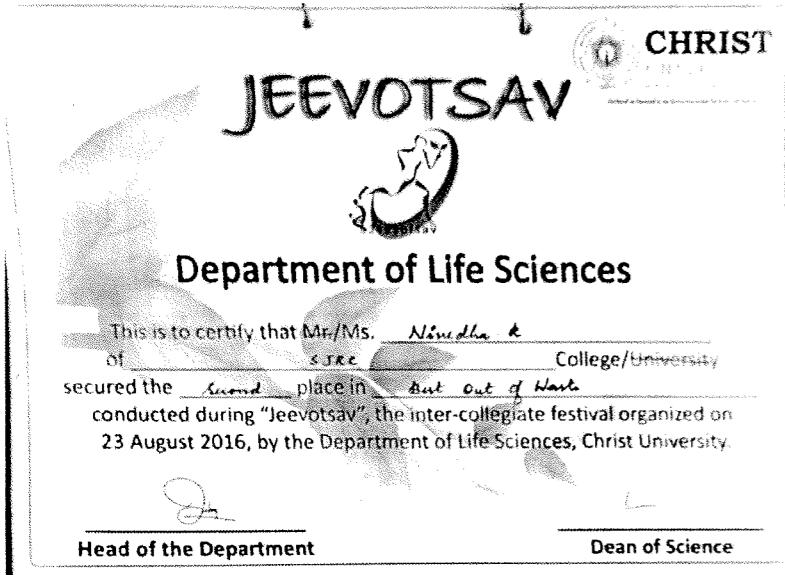 CHRIST
JEEVOTSAV
Department of Life Sciences
This is to certify that Mr./Ms. Nivedha K
of SJRC College/University
secured the Second place in Best Out of Waste
conducted during "Jeevotsav", the inter-collegiate festival organized on
23 August 2016, by the Department of Life Sciences, Christ University.
Head of the Department
Dean of Science